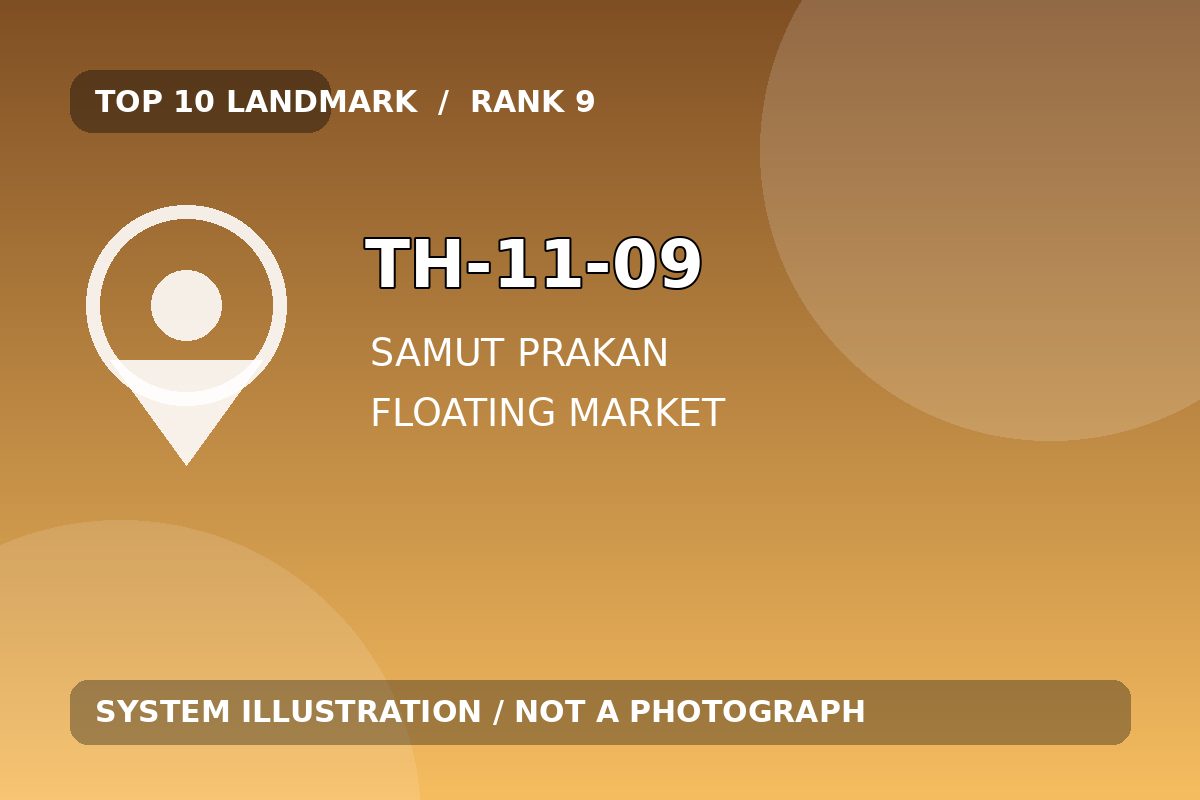 TOP 10 LANDMARK / RANK 9
TH-11-09
SAMUT PRAKAN
FLOATING MARKET
SYSTEM ILLUSTRATION / NOT A PHOTOGRAPH